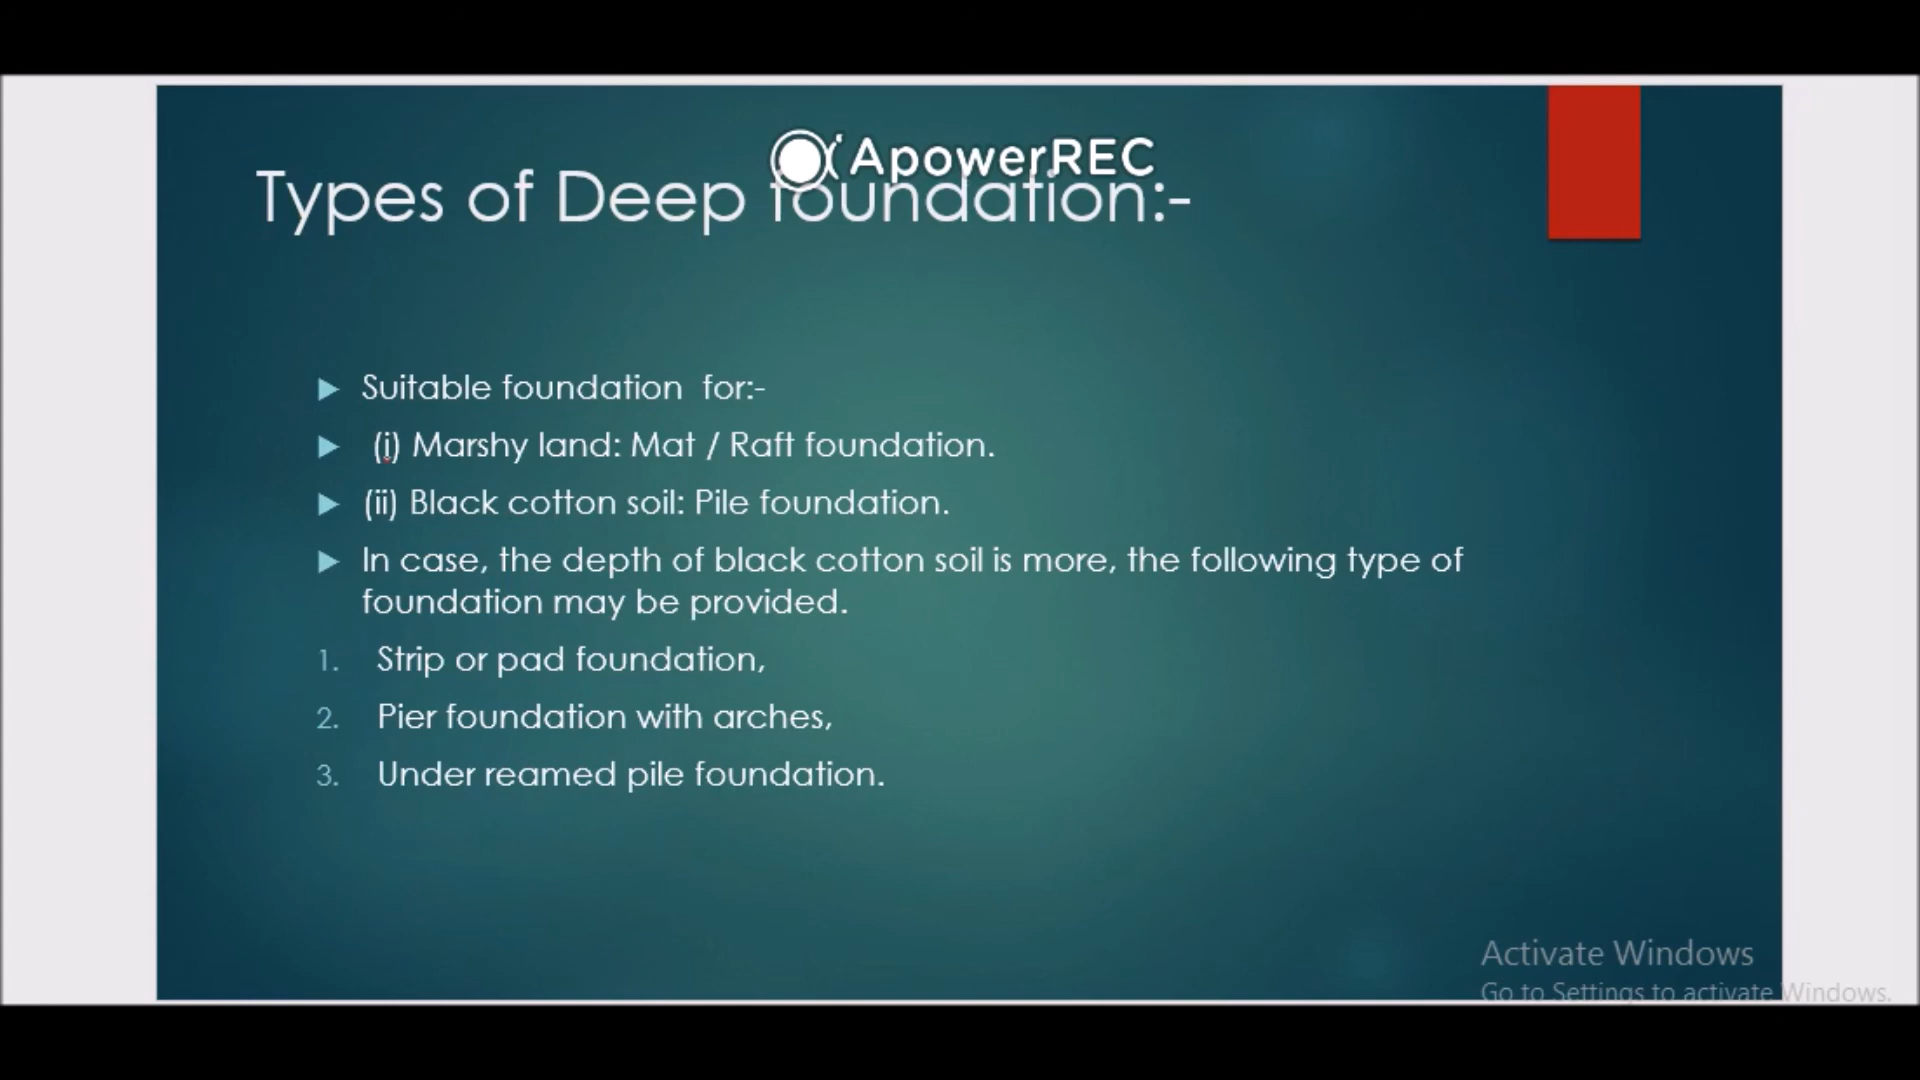 ApowerREC
Types of Deep foundation:-
Suitable foundation  for:-
(i) Marshy land: Mat / Raft foundation.
(ii) Black cotton soil: Pile foundation.
In case, the depth of black cotton soil is more, the following type of
foundation may be provided.
1. Strip or pad foundation,
2. Pier foundation with arches,
3. Under reamed pile foundation.
Activate Windows
Go to Settings to activate Windows.